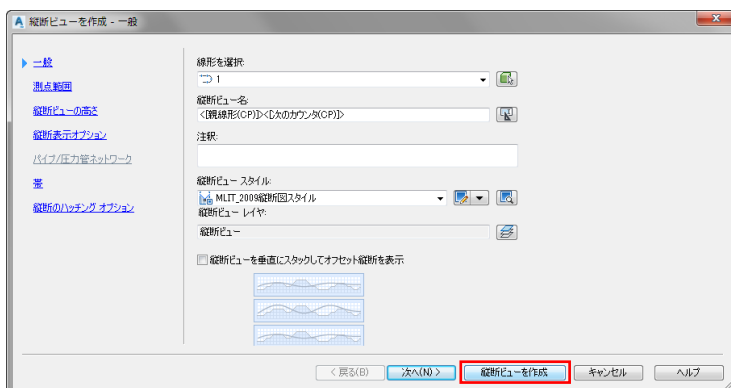 縦断ビューを作成 - 一般
一般
測点範囲
縦断ビューの高さ
縦断表示オプション
パイプ/圧力管ネットワーク
帯
縦断のハッチング オプション
線形を選択:
1
縦断ビュー名:
<[親線形(CP)]><[次のカウンタ(CP)]>
注釈:
縦断ビュー スタイル:
MLIT_2009縦断図スタイル
縦断ビュー レイヤ:
縦断ビュー
縦断ビューを垂直にスタックしてオフセット縦断を表示
< 戻る(B)
次へ(N) >
縦断ビューを作成
キャンセル
ヘルプ